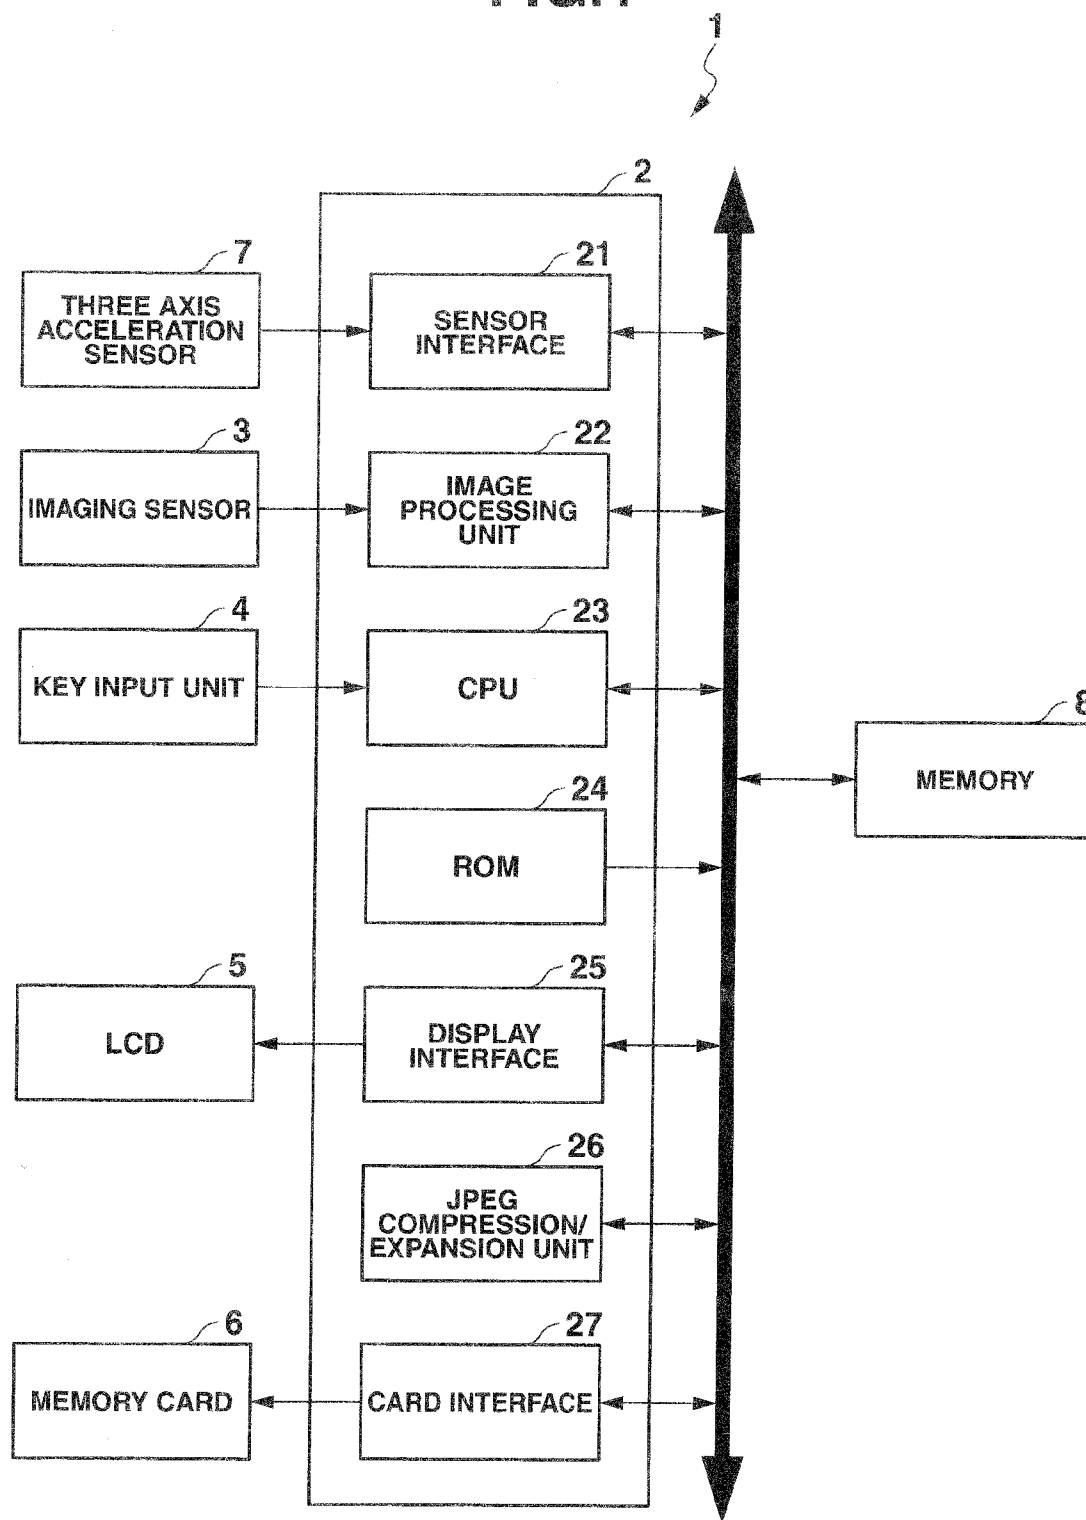 1
2
7
THREE AXIS
ACCELERATION
SENSOR
21
SENSOR
INTERFACE
3
IMAGING SENSOR
22
IMAGE
PROCESSING
UNIT
4
KEY INPUT UNIT
23
CPU
8
MEMORY
24
ROM
5
LCD
25
DISPLAY
INTERFACE
26
JPEG
COMPRESSION/
EXPANSION UNIT
6
MEMORY CARD
27
CARD INTERFACE